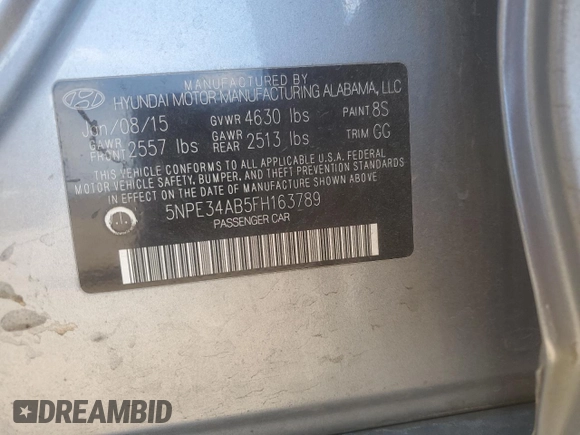 MANUFACTURED BY
HYUNDAI MOTOR MANUFACTURING ALABAMA, LLC
Jan/08/15 GVWR 4630 lbs PAINT 8S
GAWR FRONT 2557 lbs GAWR REAR 2513 lbs TRIM GG
THIS VEHICLE CONFORMS TO ALL APPLICABLE U.S.A. FEDERAL
MOTOR VEHICLE SAFETY, BUMPER, AND THEFT PREVENTION STANDARDS
IN EFFECT ON THE DATE OF MANUFACTURE SHOWN ABOVE.
5NPE34AB5FH163789
PASSENGER CAR
DREAMBID